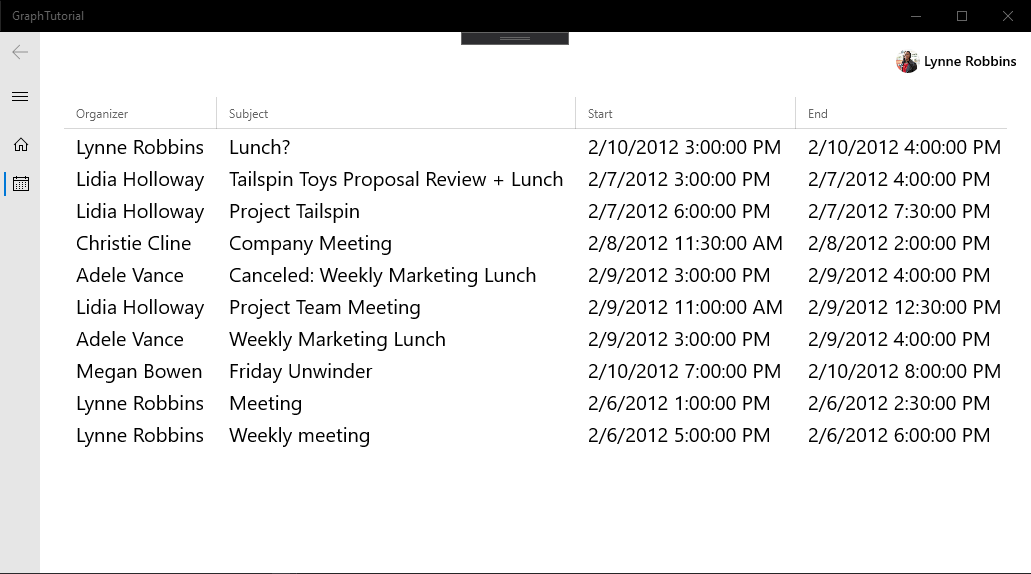 GraphTutorial
Lynne Robbins
Organizer Subject Start End
Lynne Robbins Lunch? 2/10/2012 3:00:00 PM 2/10/2012 4:00:00 PM
Lidia Holloway Tailspin Toys Proposal Review + Lunch 2/7/2012 3:00:00 PM 2/7/2012 4:00:00 PM
Lidia Holloway Project Tailspin 2/7/2012 6:00:00 PM 2/7/2012 7:30:00 PM
Christie Cline Company Meeting 2/8/2012 11:30:00 AM 2/8/2012 2:00:00 PM
Adele Vance Canceled: Weekly Marketing Lunch 2/9/2012 3:00:00 PM 2/9/2012 4:00:00 PM
Lidia Holloway Project Team Meeting 2/9/2012 11:00:00 AM 2/9/2012 12:30:00 PM
Adele Vance Weekly Marketing Lunch 2/9/2012 3:00:00 PM 2/9/2012 4:00:00 PM
Megan Bowen Friday Unwinder 2/10/2012 7:00:00 PM 2/10/2012 8:00:00 PM
Lynne Robbins Meeting 2/6/2012 1:00:00 PM 2/6/2012 2:30:00 PM
Lynne Robbins Weekly meeting 2/6/2012 5:00:00 PM 2/6/2012 6:00:00 PM